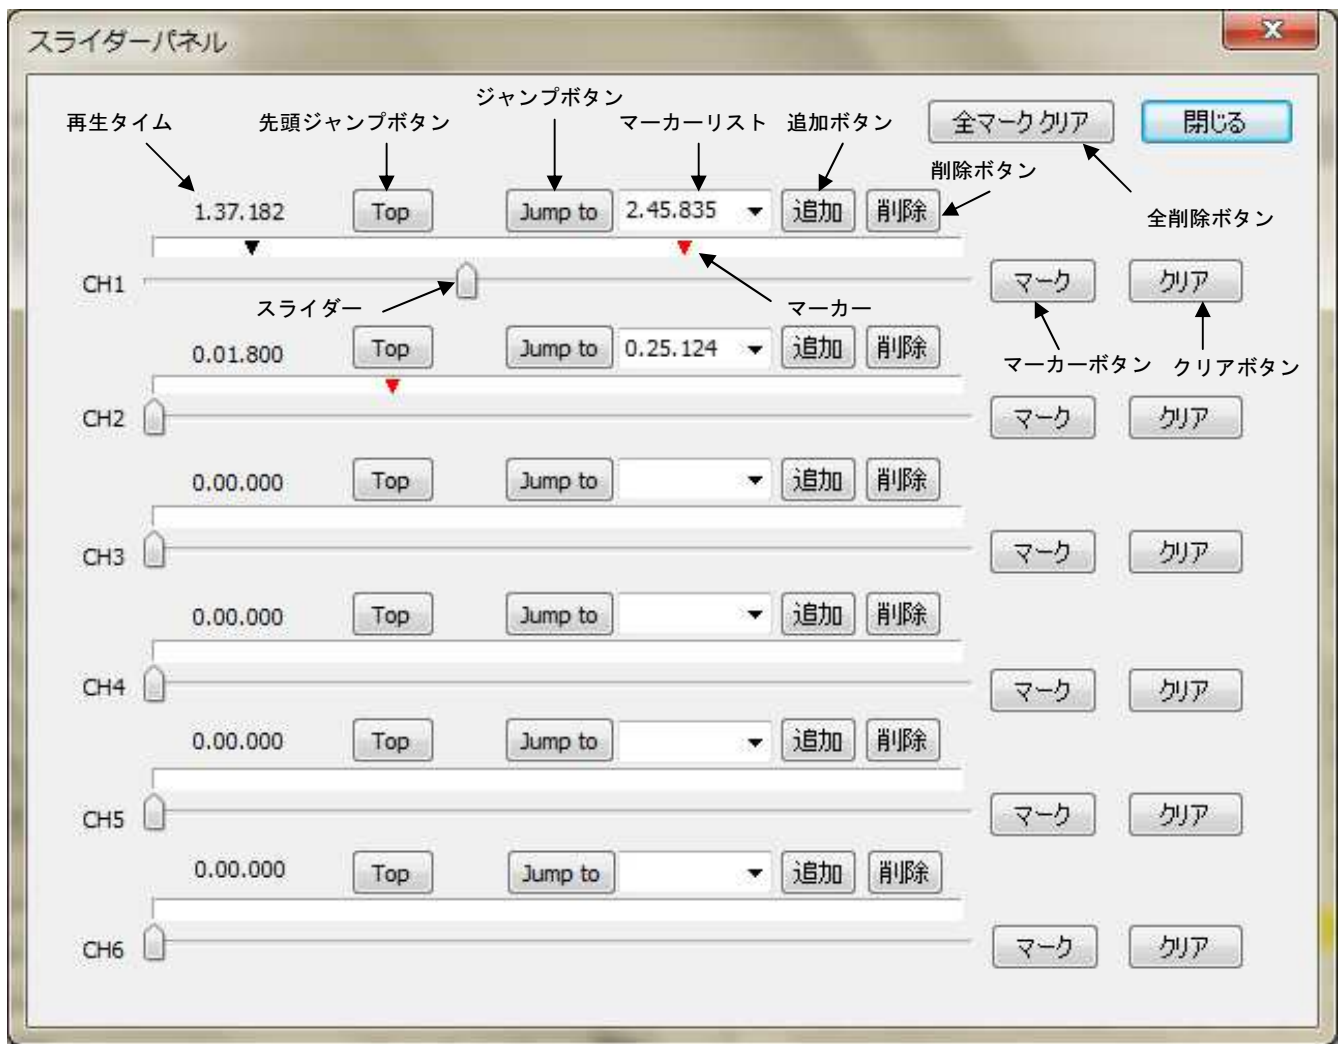 スライダーパネル
ジャンプボタン
再生タイム 先頭ジャンプボタン マーカーリスト 追加ボタン 全マーククリア 閉じる
削除ボタン
1.37.182 Top Jump to 2.45.835 追加 削除
全削除ボタン
CH1 マーク クリア
スライダー マーカー
0.01.800 Top Jump to 0.25.124 追加 削除
マーカーボタン クリアボタン
CH2 マーク クリア
0.00.000 Top Jump to 追加 削除
CH3 マーク クリア
0.00.000 Top Jump to 追加 削除
CH4 マーク クリア
0.00.000 Top Jump to 追加 削除
CH5 マーク クリア
0.00.000 Top Jump to 追加 削除
CH6 マーク クリア